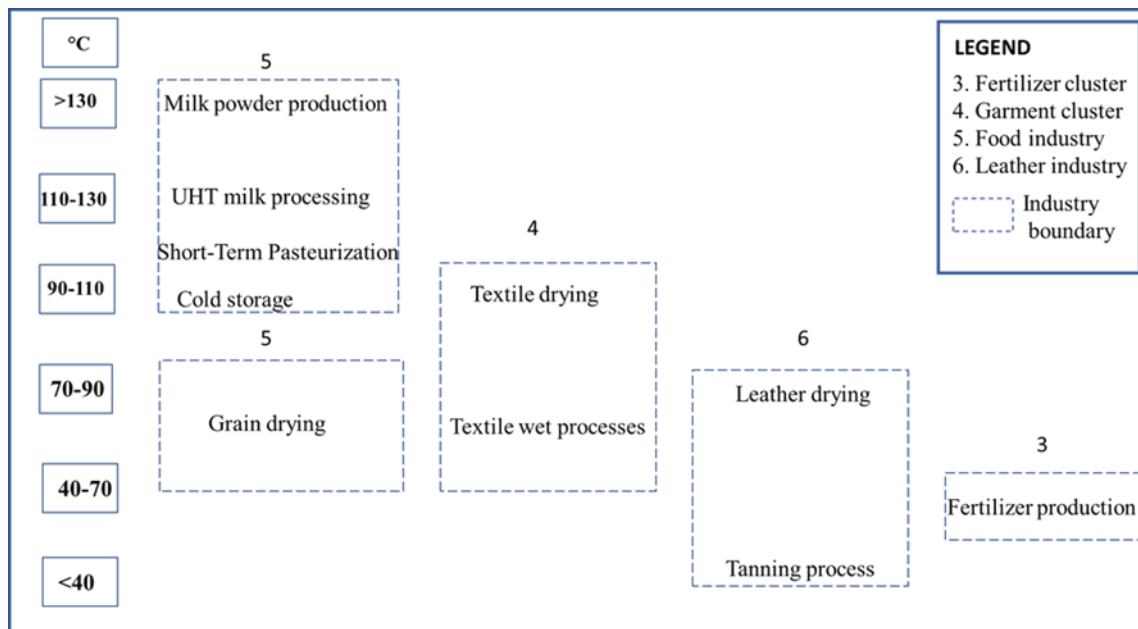 °C
5
LEGEND
3. Fertilizer cluster
4. Garment cluster
5. Food industry
6. Leather industry
Industry
boundary
>130
Milk powder production
110-130
UHT milk processing
4
Short-Term Pasteurization
90-110
Cold storage
Textile drying
5
6
70-90
Leather drying
Grain drying
Textile wet processes
3
40-70
Fertilizer production
<40
Tanning process